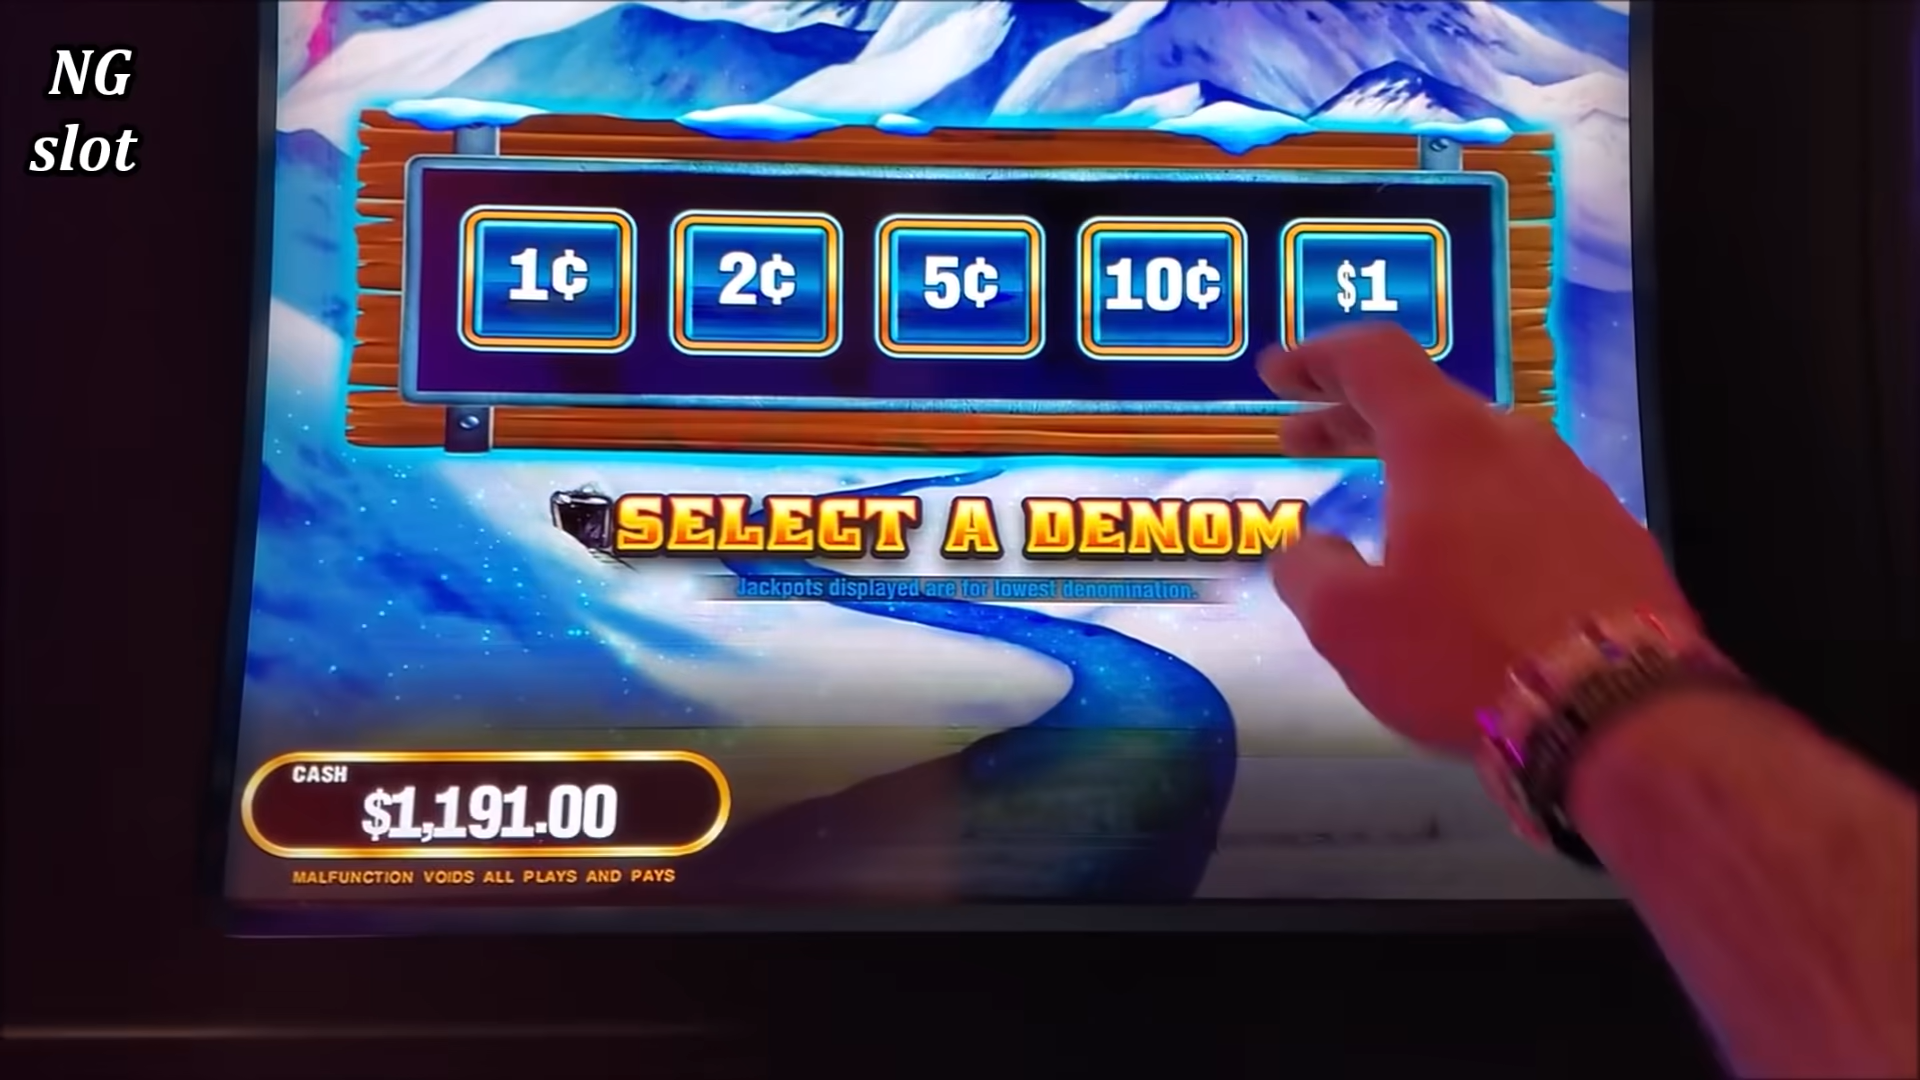 NG
slot
1¢
2¢
5¢
10¢
$1
SELECT A DENOM
Jackpots displayed are for lowest denomination.
CASH
$1,191.00
MALFUNCTION VOIDS ALL PLAYS AND PAYS